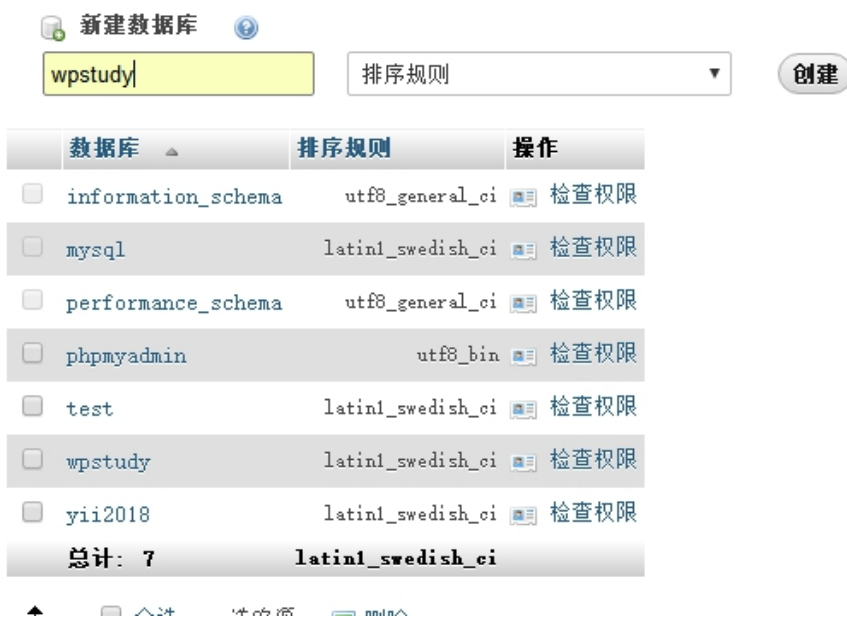 新建数据库
wpstudy 排序规则 创建
数据库 排序规则 操作
information_schema utf8_general_ci 检查权限
mysql latin1_swedish_ci 检查权限
performance_schema utf8_general_ci 检查权限
phpmyadmin utf8_bin 检查权限
test latin1_swedish_ci 检查权限
wpstudy latin1_swedish_ci 检查权限
yii2018 latin1_swedish_ci 检查权限
总计: 7 latin1_swedish_ci